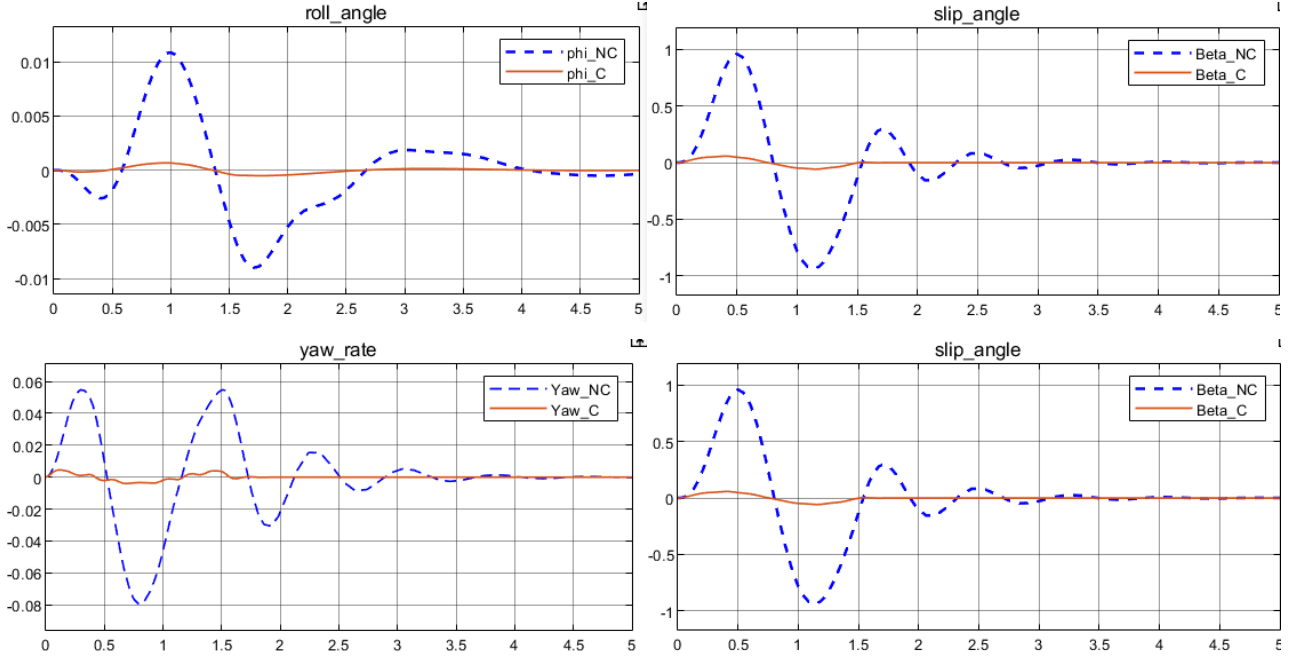 roll_angle
phi_NC
phi_C
0.01
0.005
0
-0.005
-0.01
0 0.5 1 1.5 2 2.5 3 3.5 4 4.5 5
slip_angle
Beta_NC
Beta_C
1
0.5
0
-0.5
-1
0 0.5 1 1.5 2 2.5 3 3.5 4 4.5 5
yaw_rate
Yaw_NC
Yaw_C
0.06
0.04
0.02
0
-0.02
-0.04
-0.06
-0.08
0 0.5 1 1.5 2 2.5 3 3.5 4 4.5 5
slip_angle
Beta_NC
Beta_C
1
0.5
0
-0.5
-1
0 0.5 1 1.5 2 2.5 3 3.5 4 4.5 5